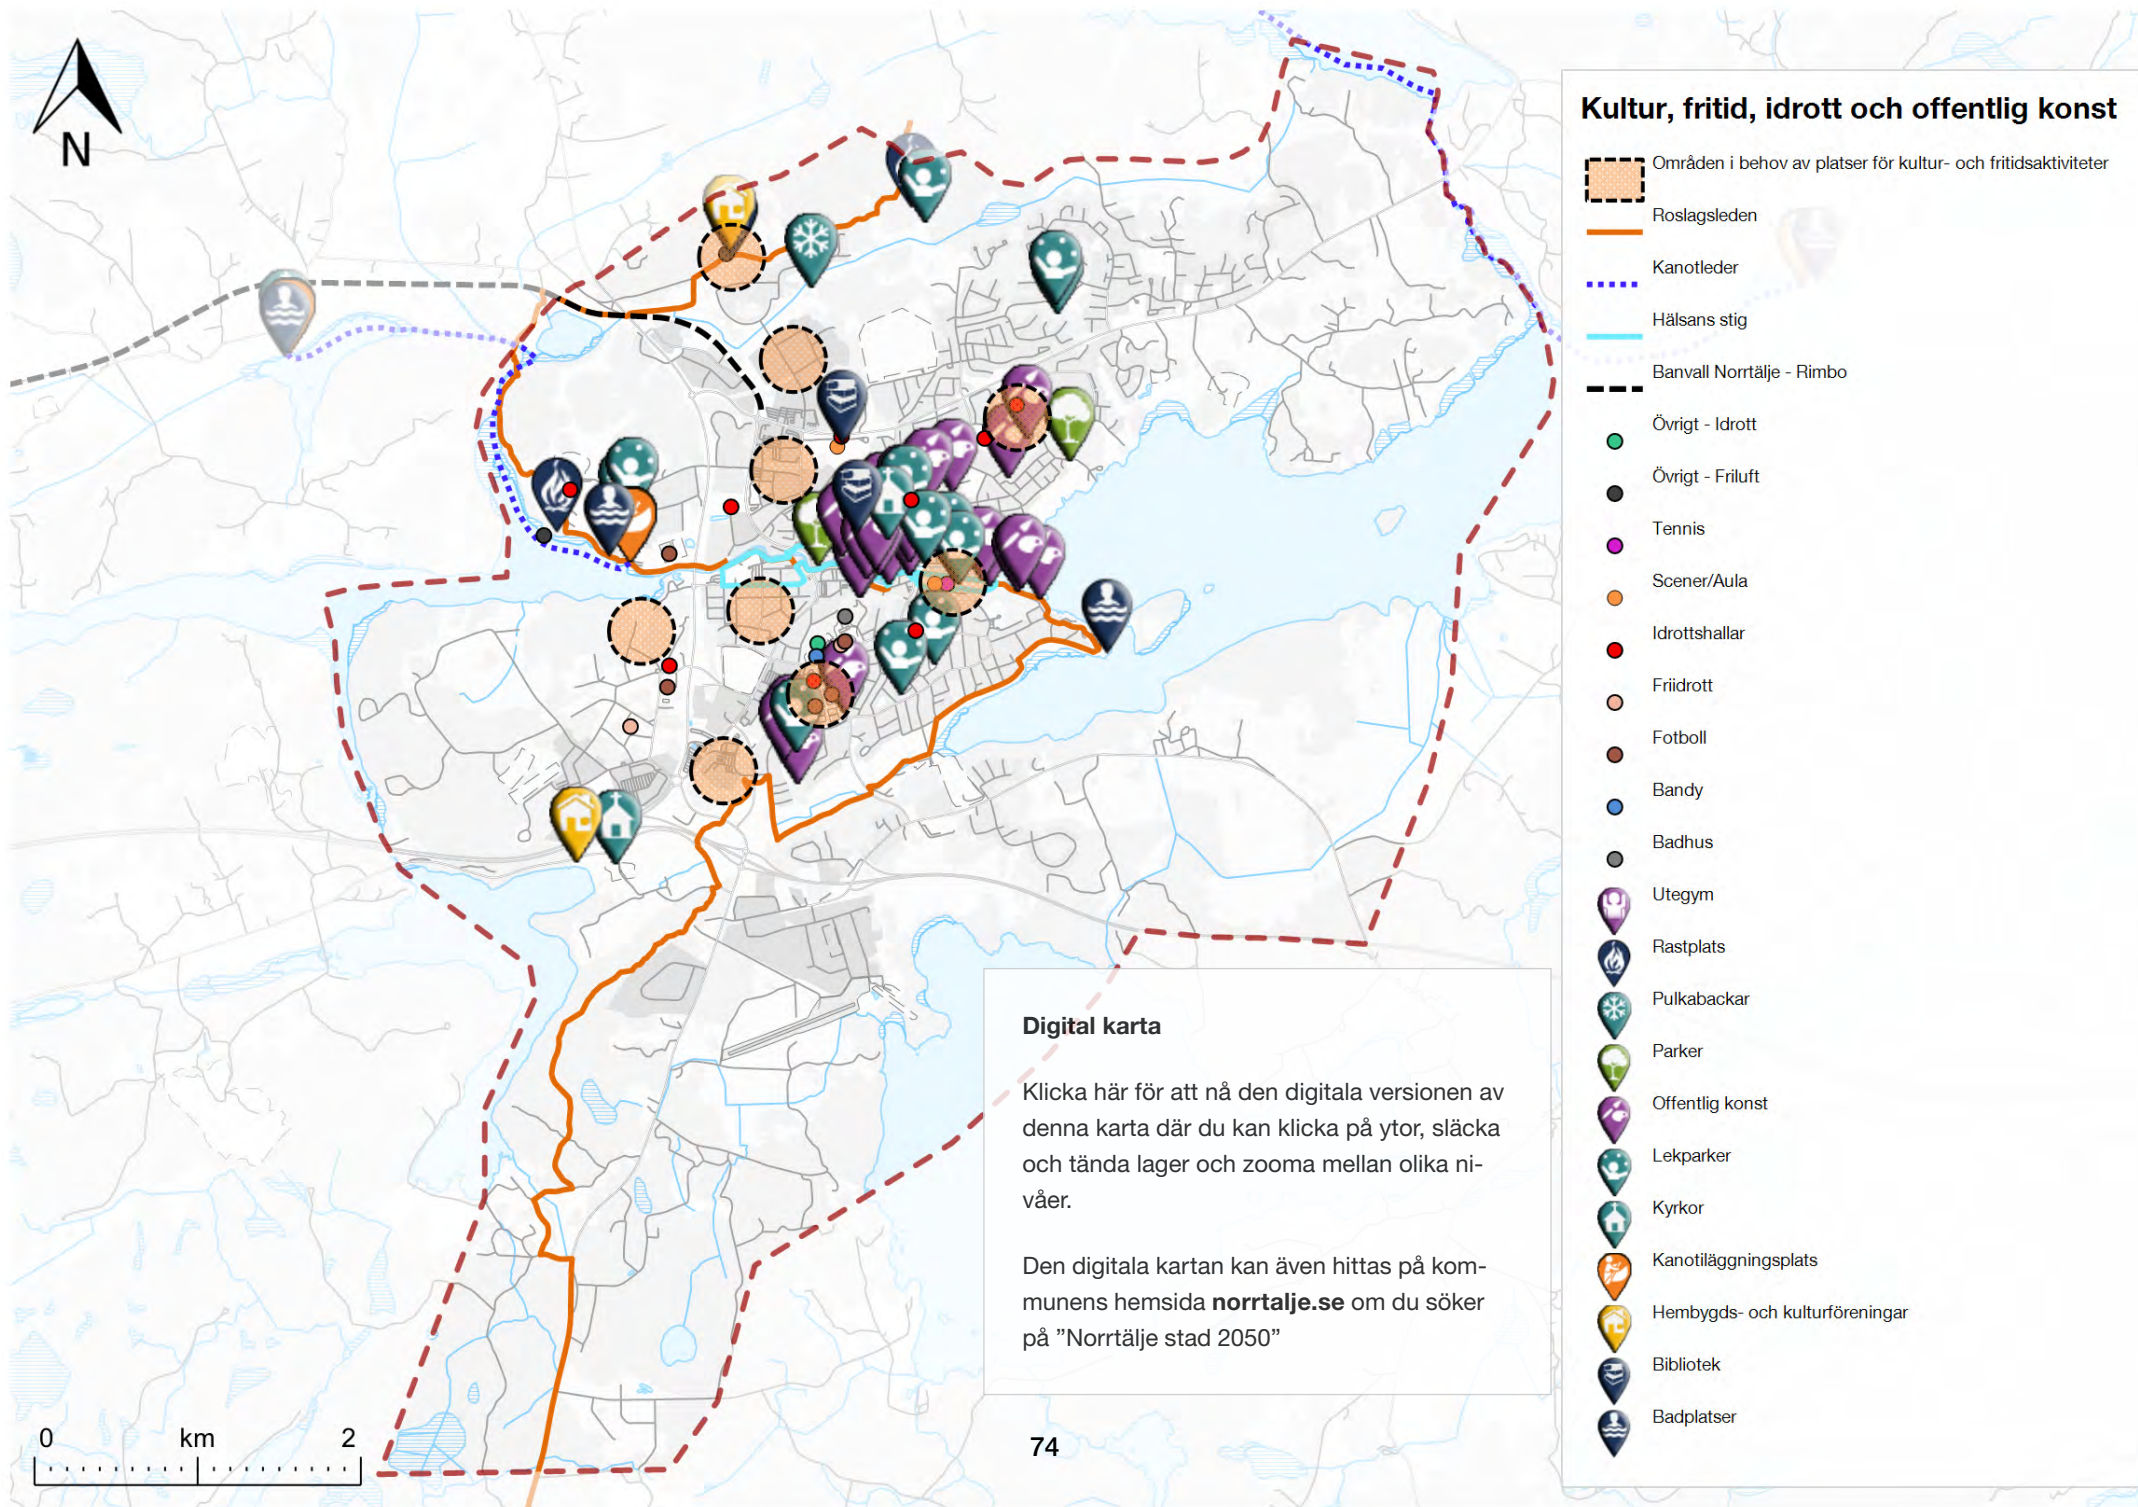 N
Kultur, fritid, idrott och offentlig konst
Områden i behov av platser för kultur- och fritidsaktiviteter
Roslagsleden
Kanotleder
Hälsans stig
Banvall Norrtälje - Rimbo
Övrigt - Idrott
Övrigt - Friluft
Tennis
Scener/Aula
Idrottshallar
Friidrott
Fotboll
Bandy
Badhus
Utegym
Rastplats
Pulkabackar
Parker
Offentlig konst
Lekparker
Kyrkor
Kanotiläggningsplats
Hembygds- och kulturföreningar
Bibliotek
Badplatser
Digital karta
Klicka här för att nå den digitala versionen av
denna karta där du kan klicka på ytor, släcka
och tända lager och zooma mellan olika ni-
våer.
Den digitala kartan kan även hittas på kom-
munens hemsida norrtalje.se om du söker
på ”Norrtälje stad 2050”
0 km 2
74